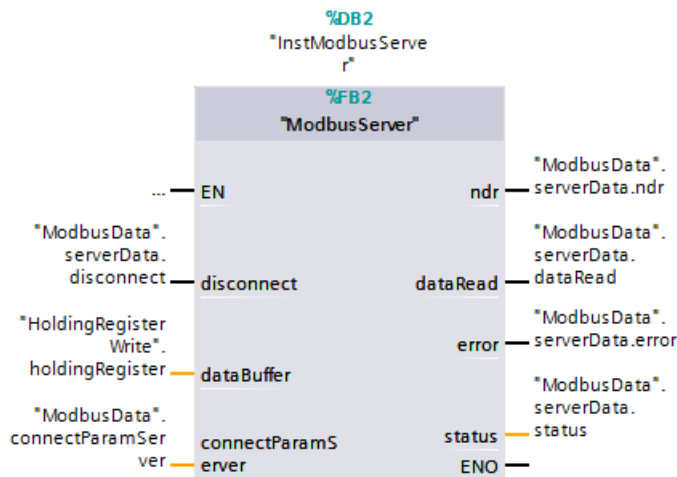 %DB2
"InstModbusServe
r"
%FB2
"ModbusServer"
... EN
ndr
"ModbusData".
serverData.ndr
"ModbusData".
serverData.
disconnect
disconnect
dataRead
"ModbusData".
serverData.
dataRead
"HoldingRegister
Write".
holdingRegister
dataBuffer
error
"ModbusData".
serverData.error
"ModbusData".
connectParamSer
ver
connectParamS
erver
status
"ModbusData".
serverData.
status
ENO